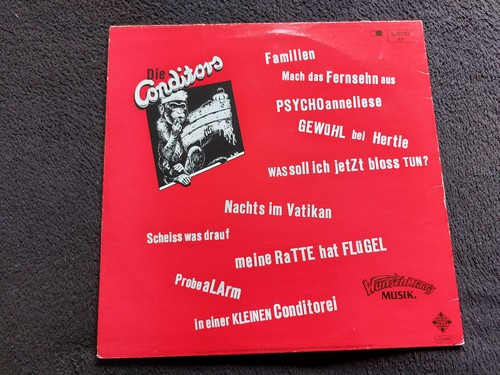 Die
Conditors
Familien
Mach das Fernsehn aus
PSYCHOanneliese
GEWÜHL bei Hertie
WAS soll ich jetZt bloss TUN?
Nachts im Vatikan
Scheiss was drauf
meine RaTTE hat FLüGEL
ProbeaLArm
in einer KLEINEN Conditorei
Wunschklang
MUSIK.